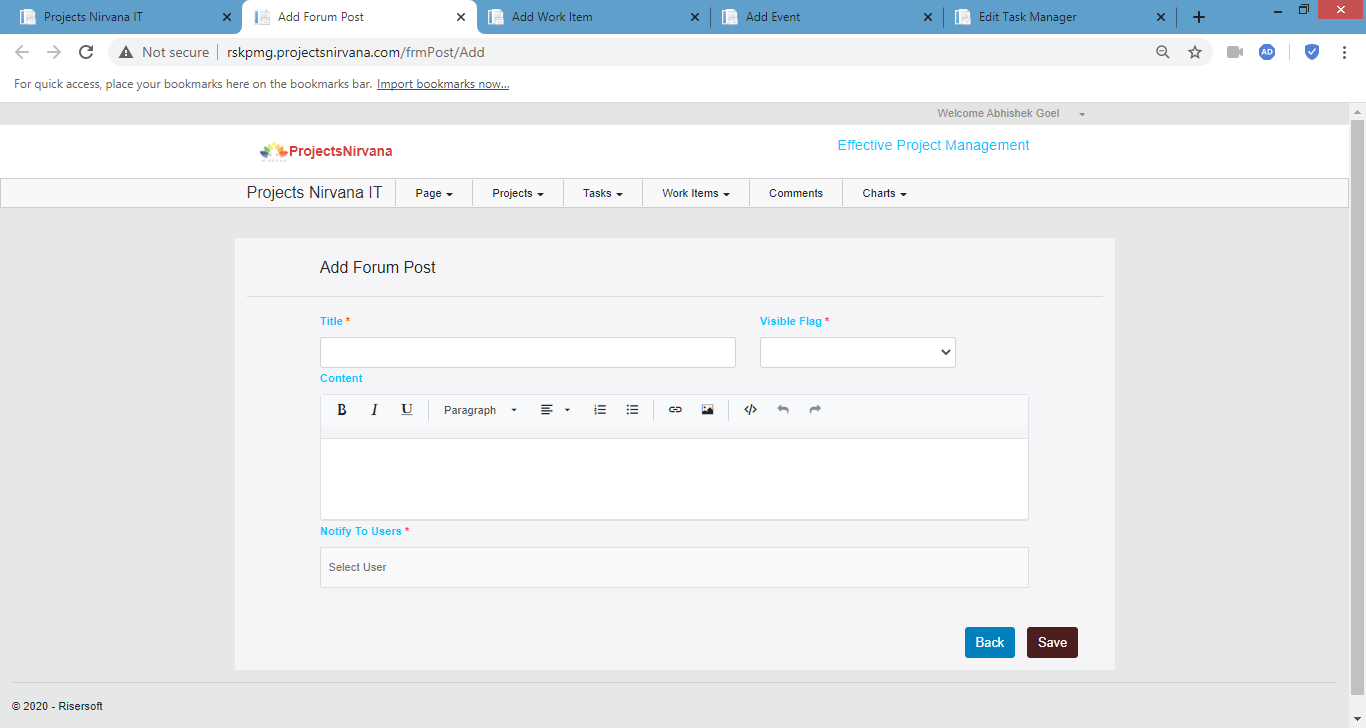 Projects Nirvana IT
Add Forum Post
Add Work Item
Add Event
Edit Task Manager
Not secure rskpmg.projectsnirvana.com/frmPost/Add
AD
For quick access, place your bookmarks here on the bookmarks bar. Import bookmarks now...
Welcome Abhishek Goel
ProjectsNirvana
Effective Project Management
Projects Nirvana IT Page Projects Tasks Work Items Comments Charts
Add Forum Post
Title * Visible Flag *
Content
B I U Paragraph
Notify To Users *
Select User
Back Save
© 2020 - Risersoft